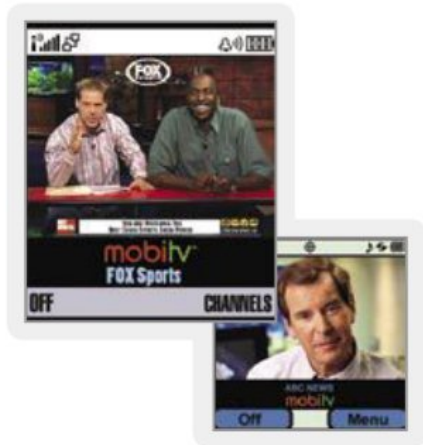 FOX
mobitv
FOX Sports
OFF CHANNELS
ABC NEWS
mobitv
Off Menu